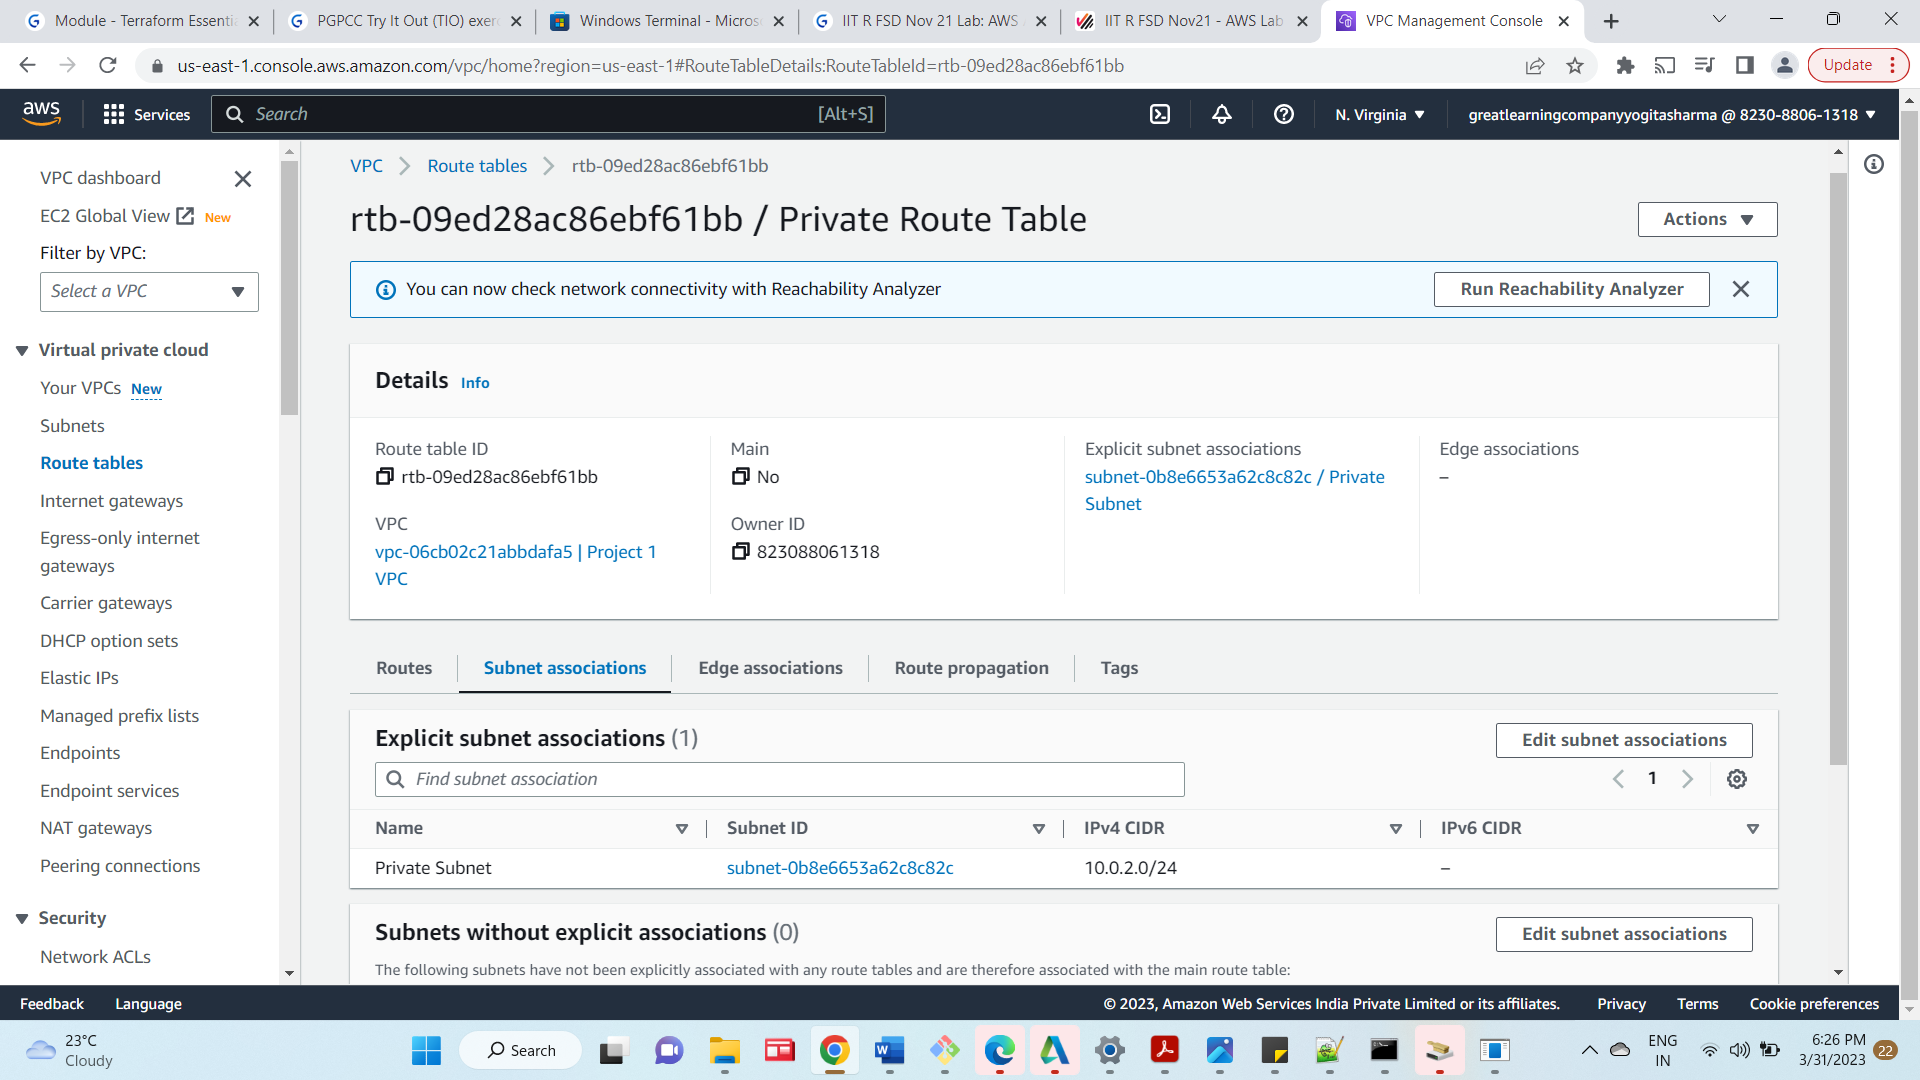 Module - Terraform Essenti
PGPCC Try It Out (TIO) exer
Windows Terminal - Micros
IIT R FSD Nov 21 Lab: AWS
IIT R FSD Nov21 - AWS Lab
VPC Management Console
us-east-1.console.aws.amazon.com/vpc/home?region=us-east-1#RouteTableDetails:RouteTableId=rtb-09ed28ac86ebf61bb
Update
aws
Services
Search
[Alt+S]
N. Virginia
greatlearningcompanyyogitasharma @ 8230-8806-1318
VPC dashboard
EC2 Global View New
Filter by VPC:
Select a VPC
Virtual private cloud
Your VPCs New
Subnets
Route tables
Internet gateways
Egress-only internet
gateways
Carrier gateways
DHCP option sets
Elastic IPs
Managed prefix lists
Endpoints
Endpoint services
NAT gateways
Peering connections
Security
Network ACLs
VPC Route tables rtb-09ed28ac86ebf61bb
rtb-09ed28ac86ebf61bb / Private Route Table
Actions
You can now check network connectivity with Reachability Analyzer
Run Reachability Analyzer
Details Info
Route table ID
rtb-09ed28ac86ebf61bb
Main
No
Explicit subnet associations
subnet-0b8e6653a62c8c82c / Private
Subnet
Edge associations
–
VPC
vpc-06cb02c21abbdafa5 | Project 1
VPC
Owner ID
823088061318
Routes
Subnet associations
Edge associations
Route propagation
Tags
Explicit subnet associations (1)
Edit subnet associations
Find subnet association
1
Name
Subnet ID
IPv4 CIDR
IPv6 CIDR
Private Subnet
subnet-0b8e6653a62c8c82c
10.0.2.0/24
–
Subnets without explicit associations (0)
Edit subnet associations
The following subnets have not been explicitly associated with any route tables and are therefore associated with the main route table:
Feedback
Language
© 2023, Amazon Web Services India Private Limited or its affiliates.
Privacy
Terms
Cookie preferences
23°C
Cloudy
Search
ENG
IN
6:26 PM
3/31/2023
22